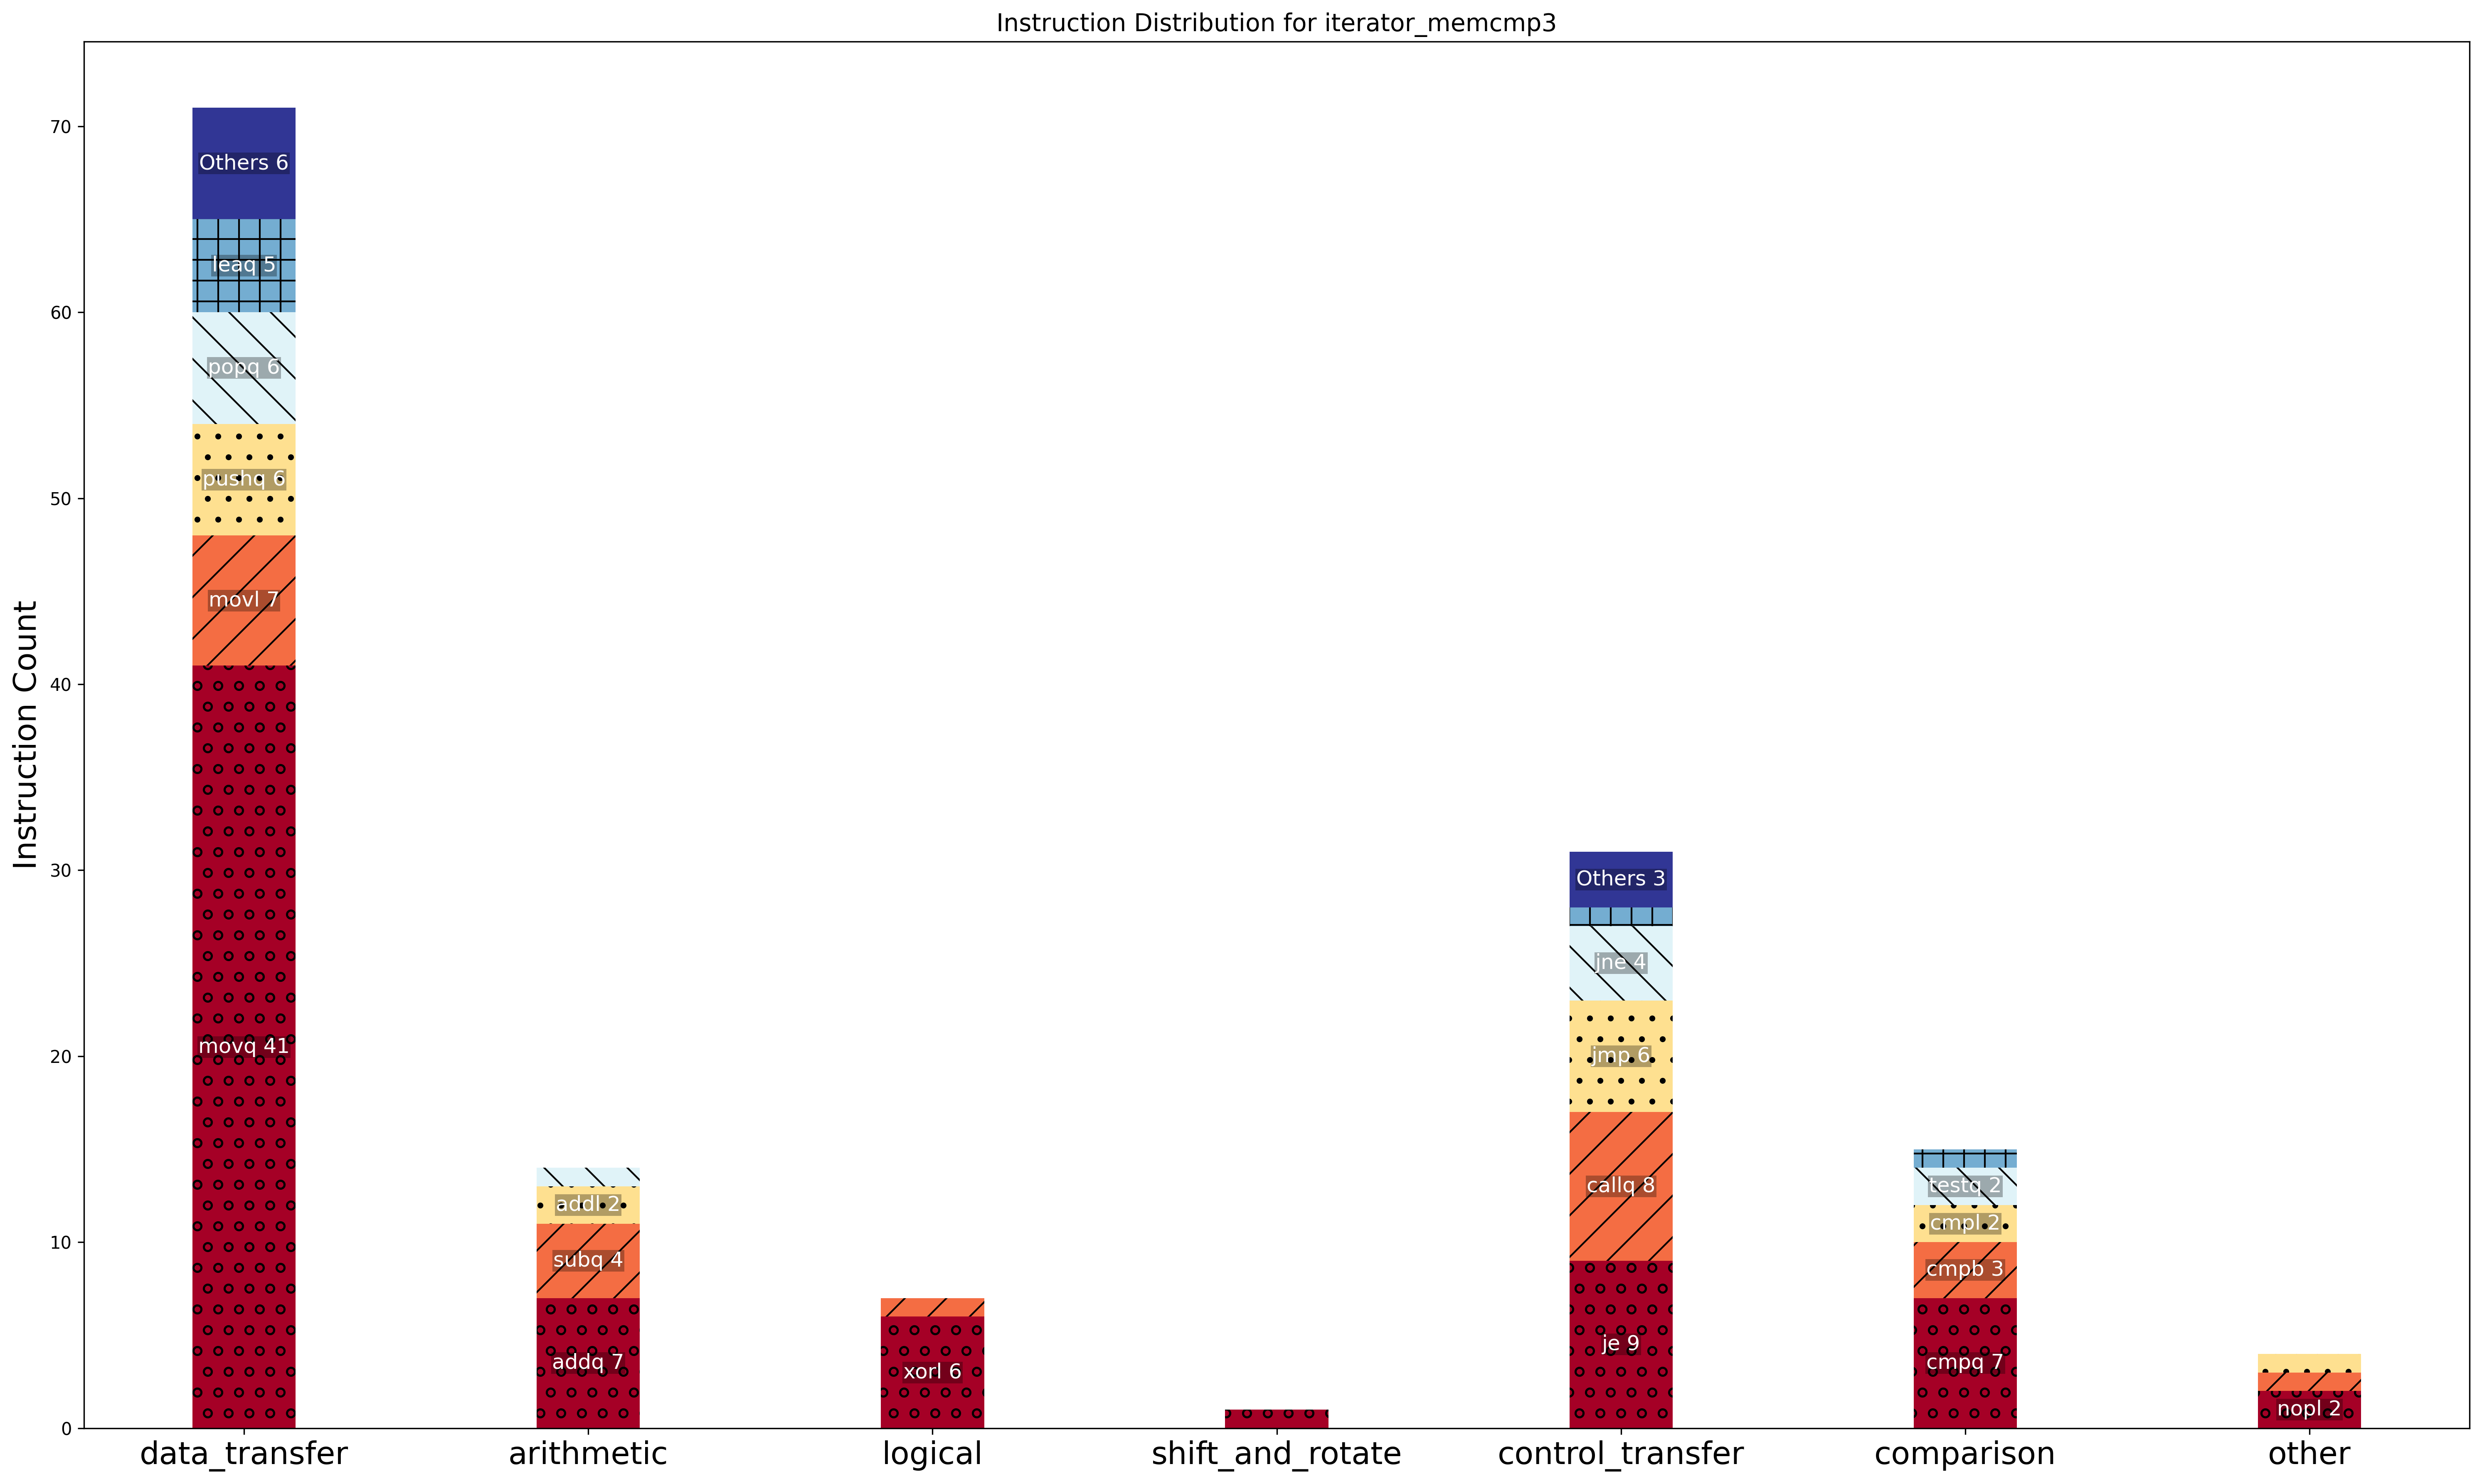 Instruction Distribution for iterator_memcmp3
Instruction Count
70
60
50
40
30
20
10
0
Others 6
leaq 5
popq 6
pushq 6
movl 7
movq 41
addl 2
subq 4
addq 7
xorl 6
Others 3
jne 4
jmp 6
callq 8
je 9
testq 2
cmpl 2
cmpb 3
cmpq 7
nopl 2
data_transfer
arithmetic
logical
shift_and_rotate
control_transfer
comparison
other